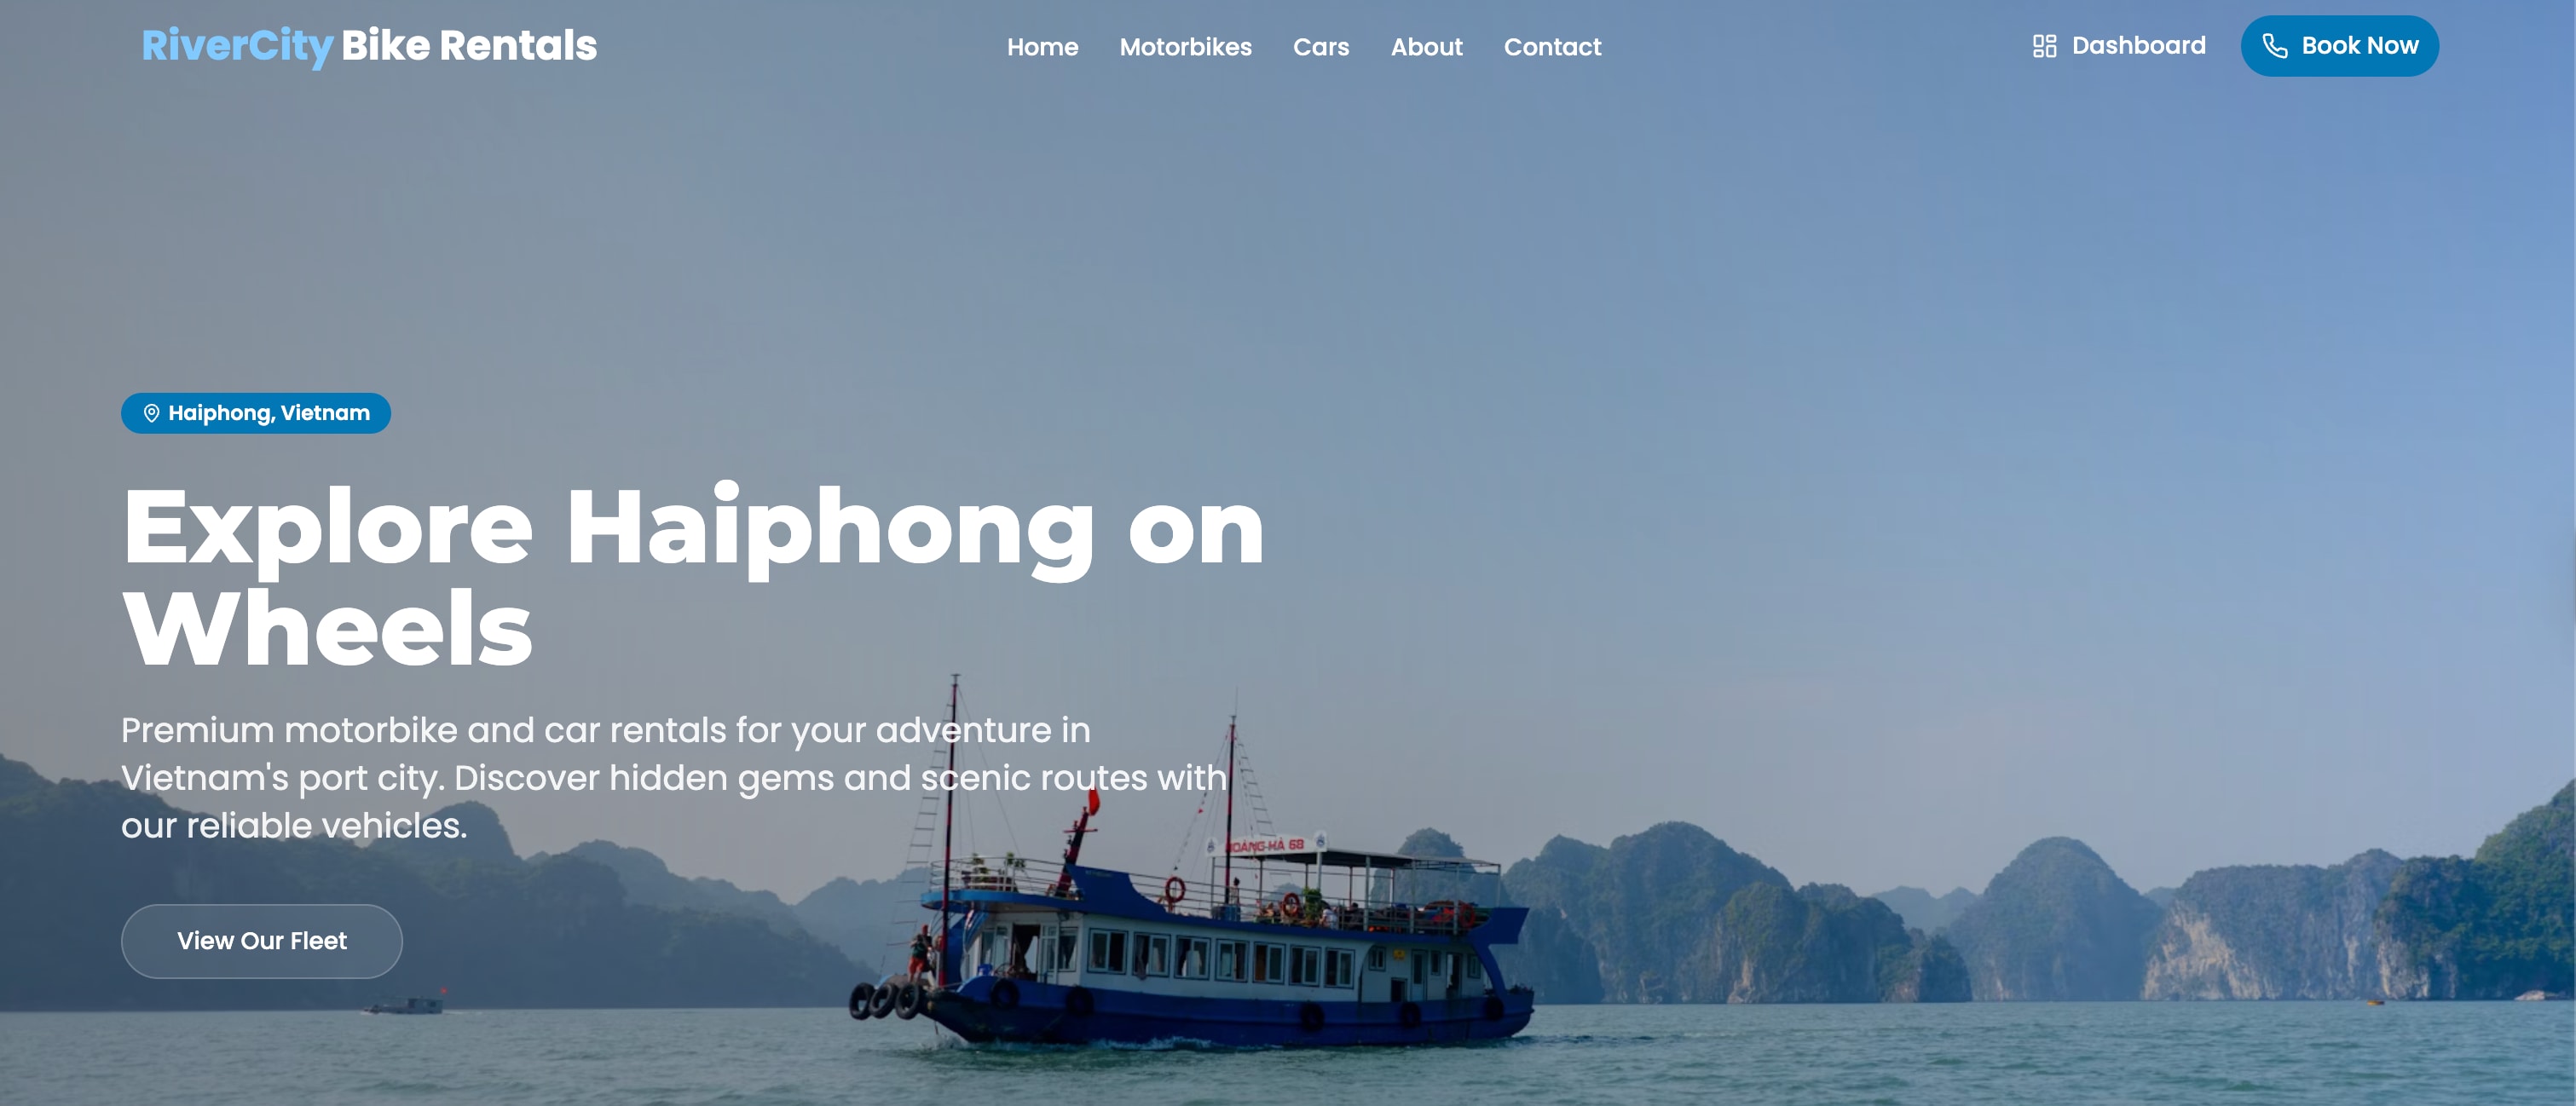 RiverCity Bike Rentals
Home Motorbikes Cars About Contact
Dashboard
Book Now
Haiphong, Vietnam
Explore Haiphong on
Wheels
Premium motorbike and car rentals for your adventure in
Vietnam's port city. Discover hidden gems and scenic routes with
our reliable vehicles.
HOÀNG HÀ 68
View Our Fleet